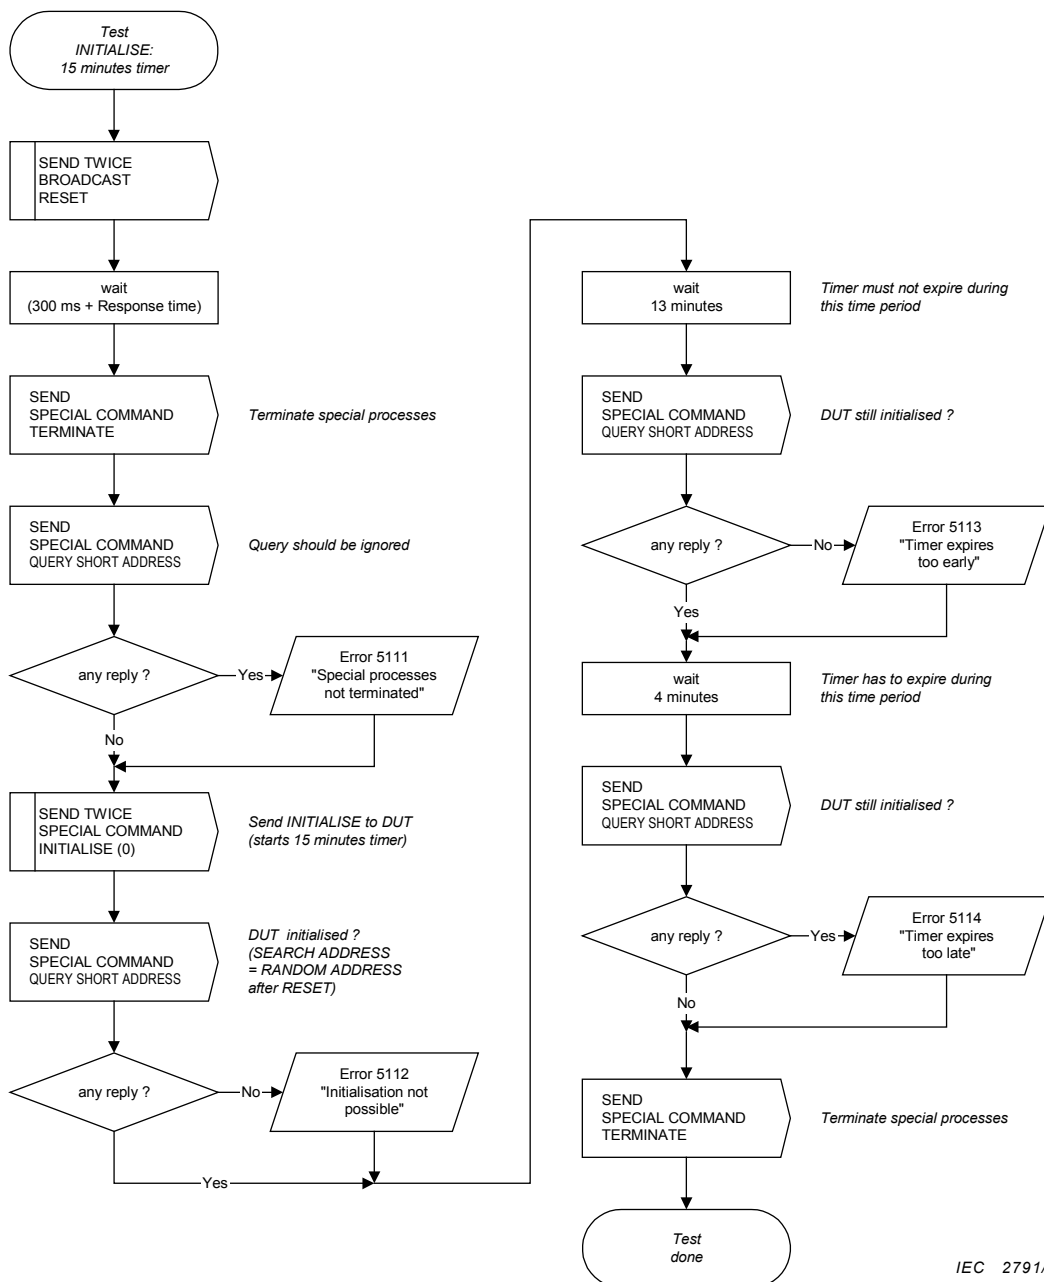 Test
INITIALISE:
15 minutes timer
SEND TWICE
BROADCAST
RESET
wait
(300 ms + Response time)
SEND
SPECIAL COMMAND
TERMINATE
Terminate special processes
SEND
SPECIAL COMMAND
QUERY SHORT ADDRESS
Query should be ignored
any reply ?
Yes
Error 5111
"Special processes
not terminated"
No
SEND TWICE
SPECIAL COMMAND
INITIALISE (0)
Send INITIALISE to DUT
(starts 15 minutes timer)
SEND
SPECIAL COMMAND
QUERY SHORT ADDRESS
DUT initialised ?
(SEARCH ADDRESS
= RANDOM ADDRESS
after RESET)
any reply ?
No
Error 5112
"Initialisation not
possible"
Yes
wait
13 minutes
Timer must not expire during
this time period
SEND
SPECIAL COMMAND
QUERY SHORT ADDRESS
DUT still initialised ?
any reply ?
No
Error 5113
"Timer expires
too early"
Yes
wait
4 minutes
Timer has to expire during
this time period
SEND
SPECIAL COMMAND
QUERY SHORT ADDRESS
DUT still initialised ?
any reply ?
Yes
Error 5114
"Timer expires
too late"
No
SEND
SPECIAL COMMAND
TERMINATE
Terminate special processes
Test
done
IEC 2791/